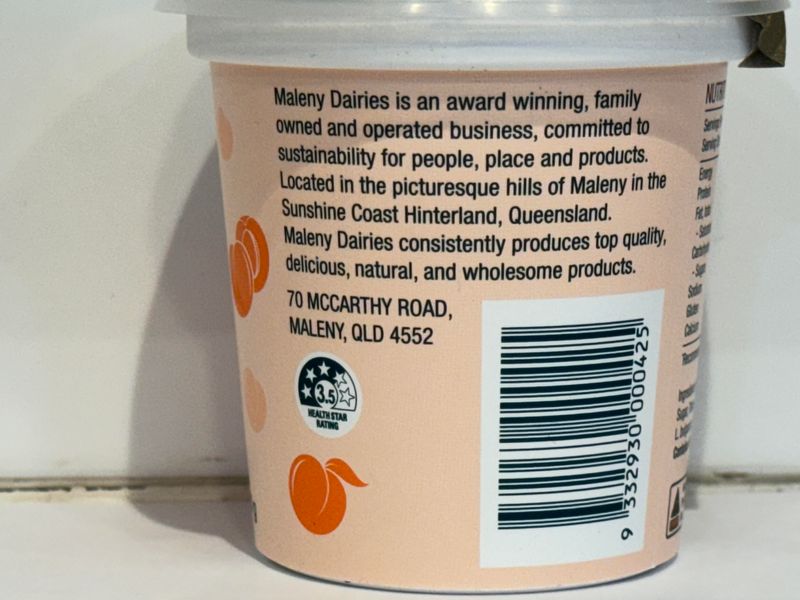 Maleny Dairies is an award winning, family
owned and operated business, committed to
sustainability for people, place and products.
Located in the picturesque hills of Maleny in the
Sunshine Coast Hinterland, Queensland.
Maleny Dairies consistently produces top quality,
delicious, natural, and wholesome products.
70 MCCARTHY ROAD,
MALENY, QLD 4552
3.5
HEALTH STAR
RATING
9 332930 000425
Energy